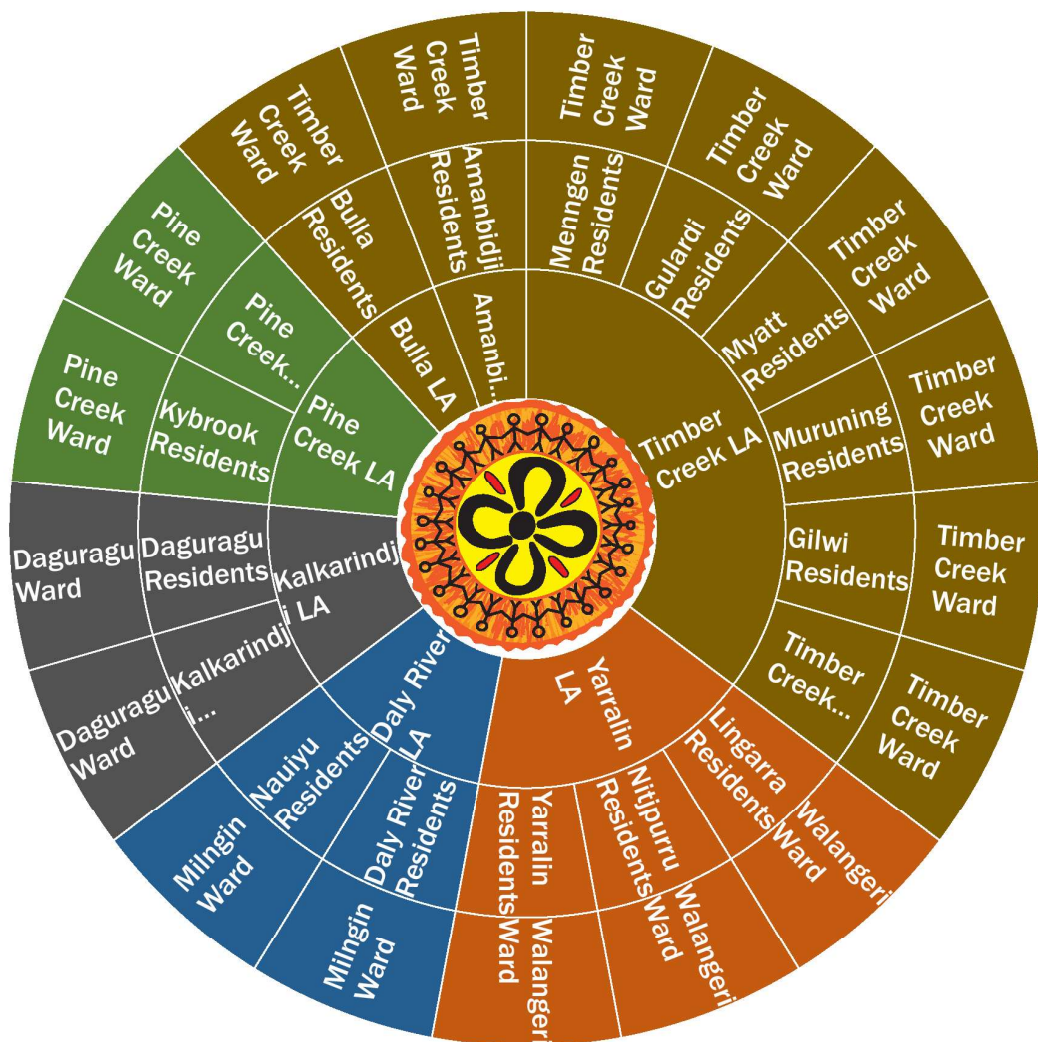 Timber
Creek
Ward
Timber
Creek
Ward
Timber
Creek
Ward
Timber
Creek
Ward
Timber
Creek
Ward
Timber
Creek
Ward
Timber
Creek
Ward
Timber
Creek
Ward
Walangeri
Ward
Walangeri
Ward
Walangeri
Ward
Milngin
Ward
Milngin
Ward
Daguragu
Ward
Daguragu
Ward
Pine
Creek
Ward
Pine
Creek
Ward
Menngen
Residents
Gulardi
Residents
Myatt
Residents
Muruning
Residents
Gilwi
Residents
Timber
Creek...
Lingarra
Residents
Nitjpurru
Residents
Yarralin
Residents
Daly River
Residents
Nauiyu
Residents
Kalkarindj
i...
Daguragu
Residents
Kybrook
Residents
Pine
Creek...
Bulla
Residents
Amanbidji
Residents
Timber
Creek LA
Yarralin
LA
Daly River
LA
Kalkarindj
i LA
Pine
Creek LA
Bulla LA
Amanbi...